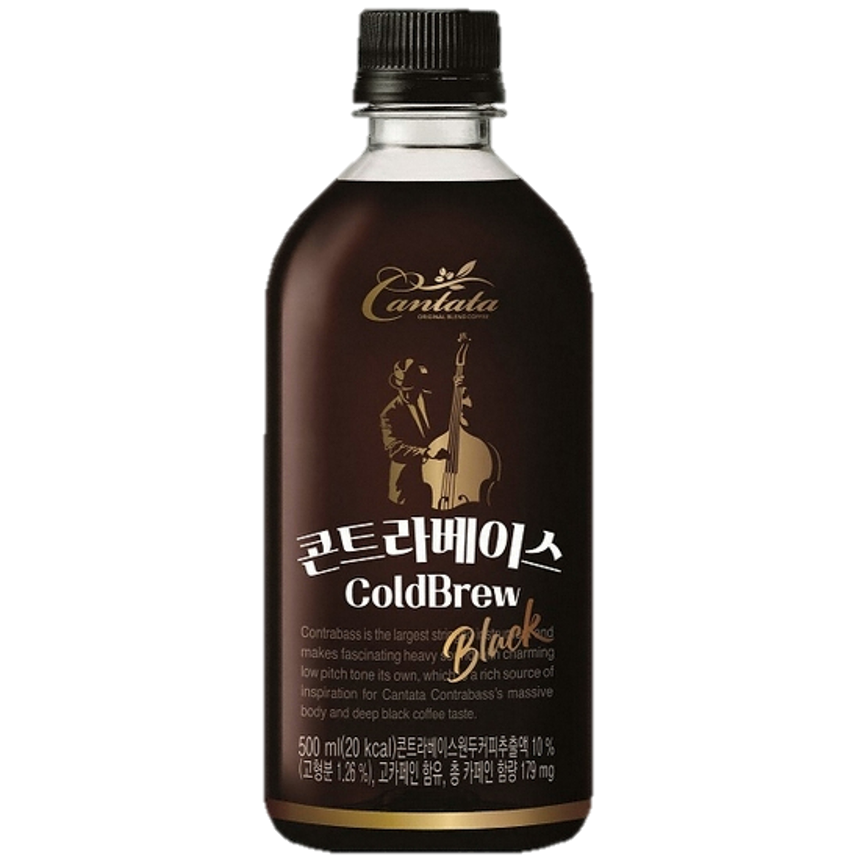 Cantata
ORIGINAL BLEND COFFEE
콘트라베이스
ColdBrew
Black
Contrabass is the largest and
makes fascinating heavy in charming
low pitch tone its own, which a rich source of
inspiration for Cantata Contrabass's massive
body and deep black coffee taste.
500 ml(20 kcal)콘트라베이스원두커피추출액 10 %
(고형분 1.26 %), 고카페인 함유, 총 카페인 함량 179 mg